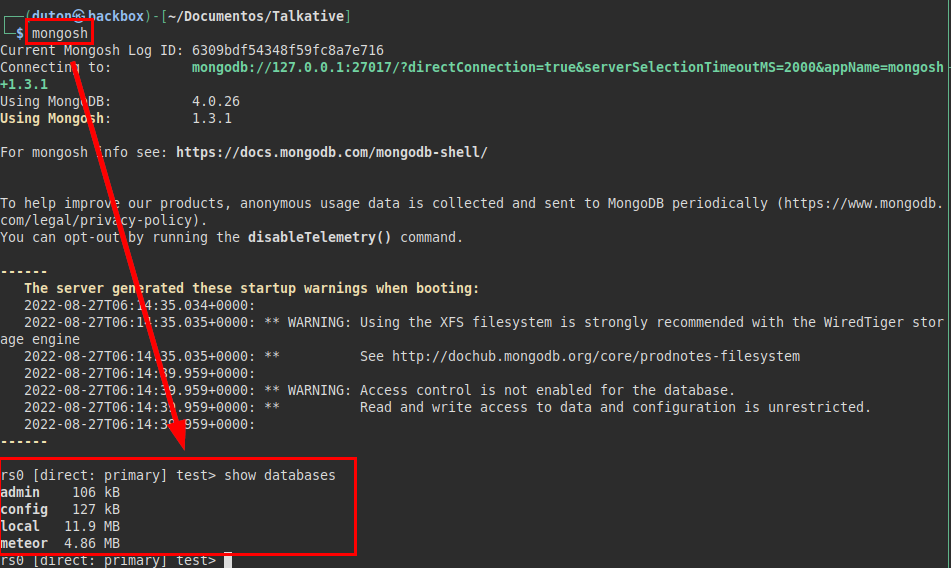 ┌──(duton㉿backbox)-[~/Documentos/Talkative]
└─$ mongosh
Current Mongosh Log ID: 6309bdf54348f59fc8a7e716
Connecting to:          mongodb://127.0.0.1:27017/?directConnection=true&serverSelectionTimeoutMS=2000&appName=mongosh
+1.3.1
Using MongoDB:          4.0.26
Using Mongosh:          1.3.1
For mongosh info see: https://docs.mongodb.com/mongodb-shell/
To help improve our products, anonymous usage data is collected and sent to MongoDB periodically (https://www.mongodb.
com/legal/privacy-policy).
You can opt-out by running the disableTelemetry() command.
------
   The server generated these startup warnings when booting:
   2022-08-27T06:14:35.034+0000:
   2022-08-27T06:14:35.035+0000: ** WARNING: Using the XFS filesystem is strongly recommended with the WiredTiger stor
age engine
   2022-08-27T06:14:35.035+0000: **          See http://dochub.mongodb.org/core/prodnotes-filesystem
   2022-08-27T06:14:39.959+0000:
   2022-08-27T06:14:39.959+0000: ** WARNING: Access control is not enabled for the database.
   2022-08-27T06:14:39.959+0000: **          Read and write access to data and configuration is unrestricted.
   2022-08-27T06:14:39.959+0000:
------
rs0 [direct: primary] test> show databases
admin    106 kB
config   127 kB
local   11.9 MB
meteor  4.86 MB
rs0 [direct: primary] test>